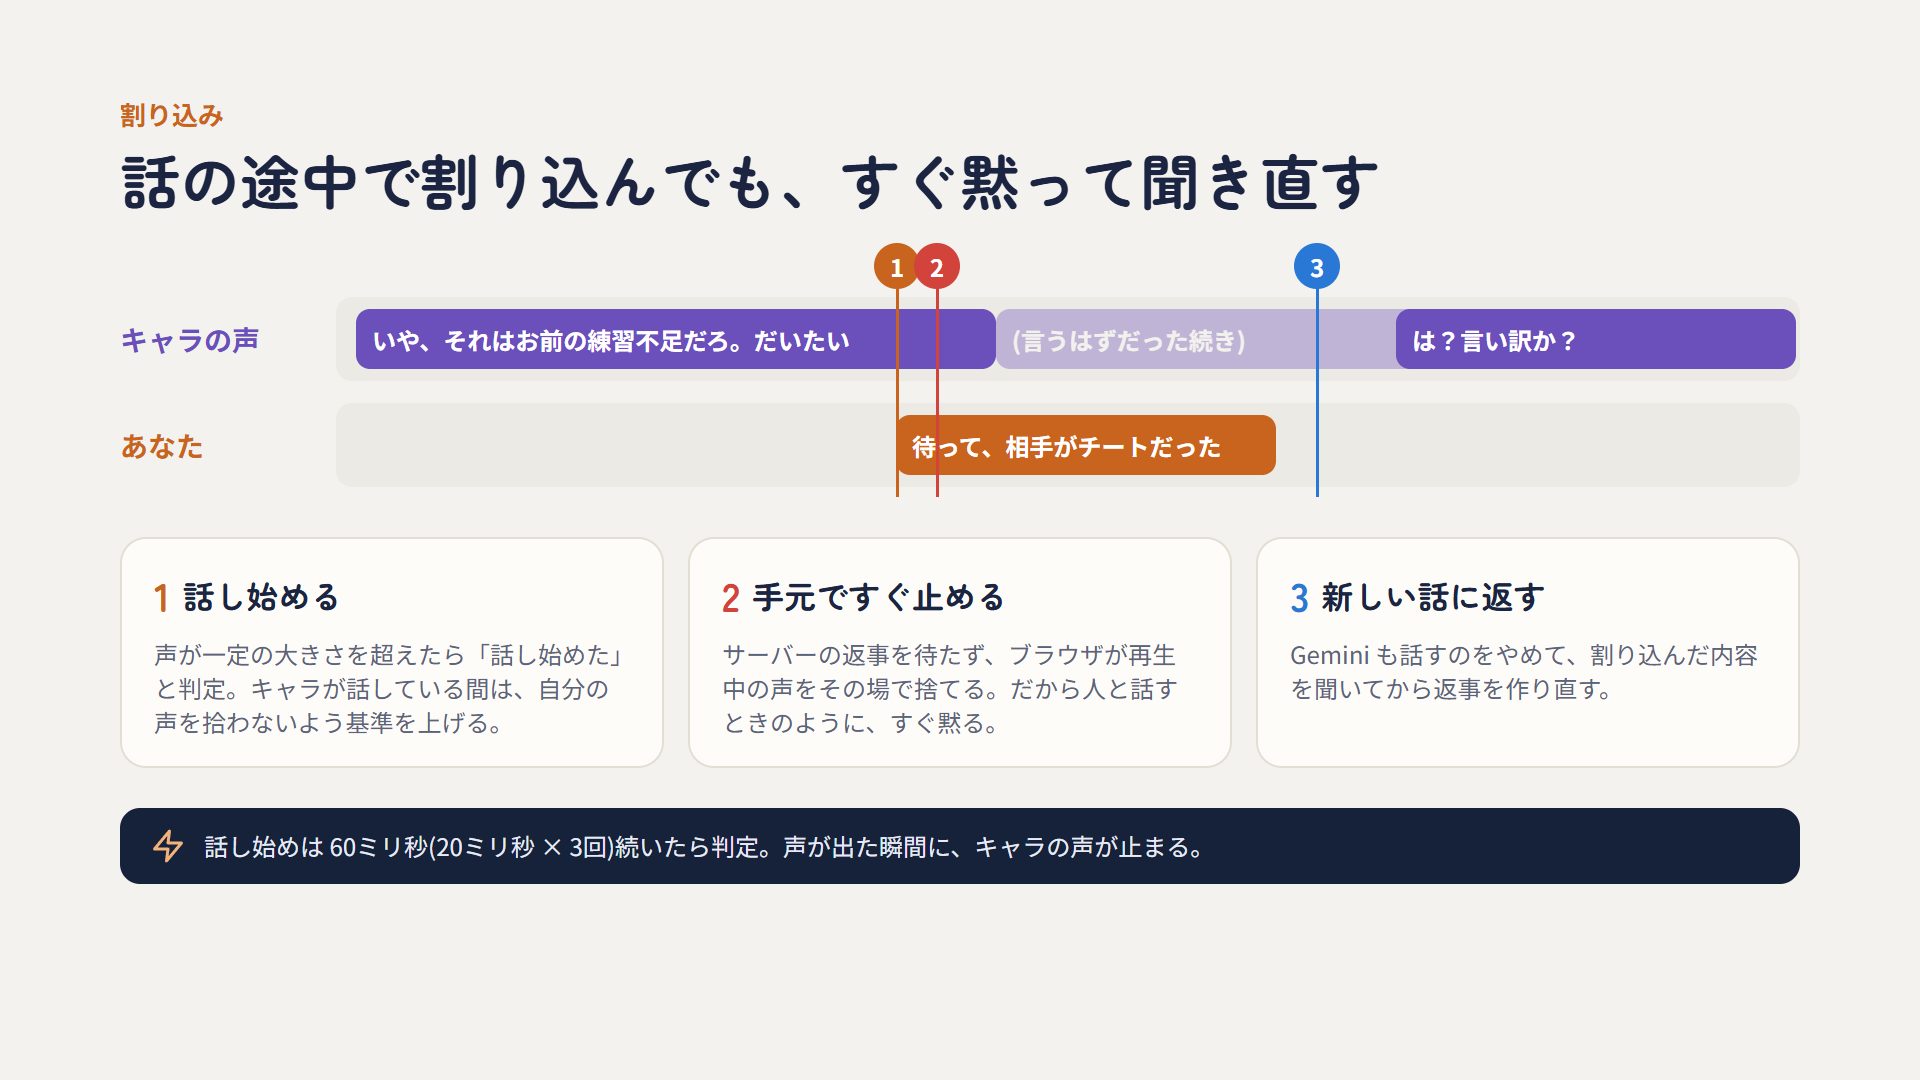 割り込み
話の途中で割り込んでも、すぐ黙って聞き直す
1
2
3
キャラの声
いや、それはお前の練習不足だろ。だいたい
(言うはずだった続き)
は？言い訳か？
あなた
待って、相手がチートだった
1 話し始める
声が一定の大きさを超えたら「話し始めた」
と判定。キャラが話している間は、自分の
声を拾わないよう基準を上げる。
2 手元ですぐ止める
サーバーの返事を待たず、ブラウザが再生
中の声をその場で捨てる。だから人と話す
ときのように、すぐ黙る。
3 新しい話に返す
Gemini も話すのをやめて、割り込んだ内容
を聞いてから返事を作り直す。
話し始めは 60ミリ秒(20ミリ秒 × 3回)続いたら判定。声が出た瞬間に、キャラの声が止まる。